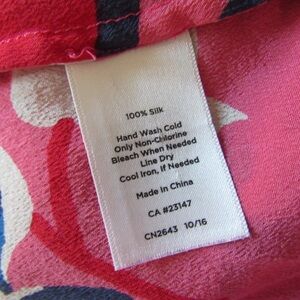 100% Silk
Hand Wash Cold
Only Non-Chlorine
Bleach When Needed
Line Dry
Cool Iron, If Needed
Made in China
CA #23147
CN2643 10/16